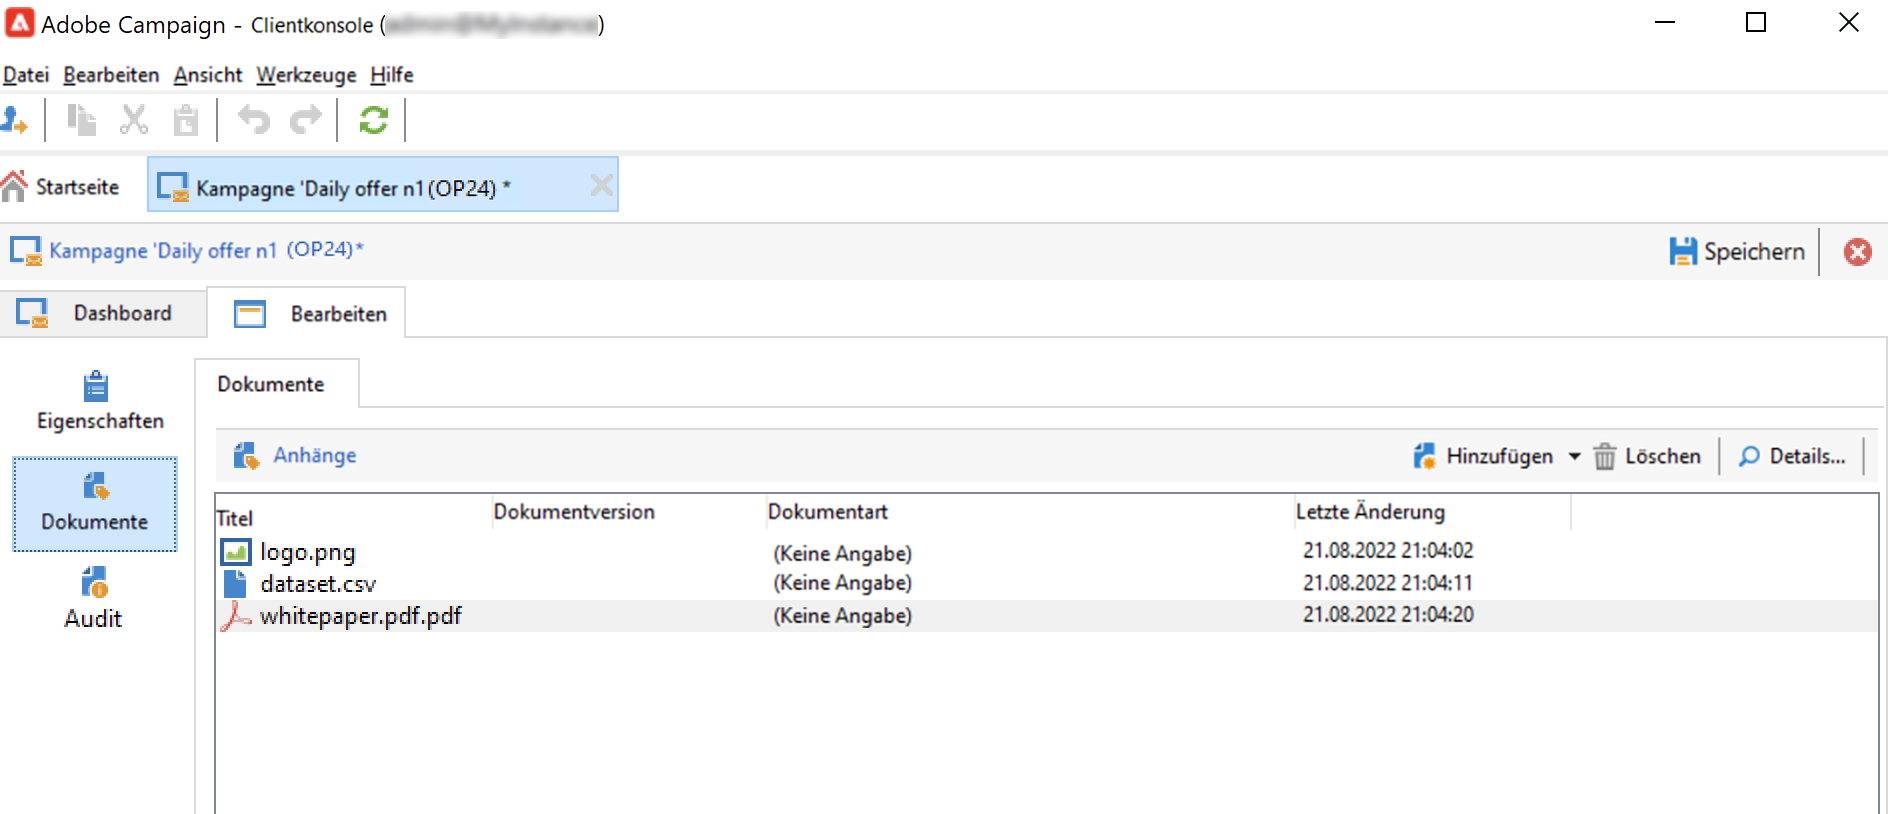 Adobe Campaign - Clientkonsole ( )
Datei Bearbeiten Ansicht Werkzeuge Hilfe
Startseite Kampagne 'Daily offer n1 (OP24) *
Kampagne 'Daily offer n1 (OP24)* Speichern
Dashboard Bearbeiten
Eigenschaften
Dokumente
Audit
Dokumente
Anhänge Hinzufügen Löschen Details...
Titel Dokumentversion Dokumentart Letzte Änderung
logo.png (Keine Angabe) 21.08.2022 21:04:02
dataset.csv (Keine Angabe) 21.08.2022 21:04:11
whitepaper.pdf.pdf (Keine Angabe) 21.08.2022 21:04:20